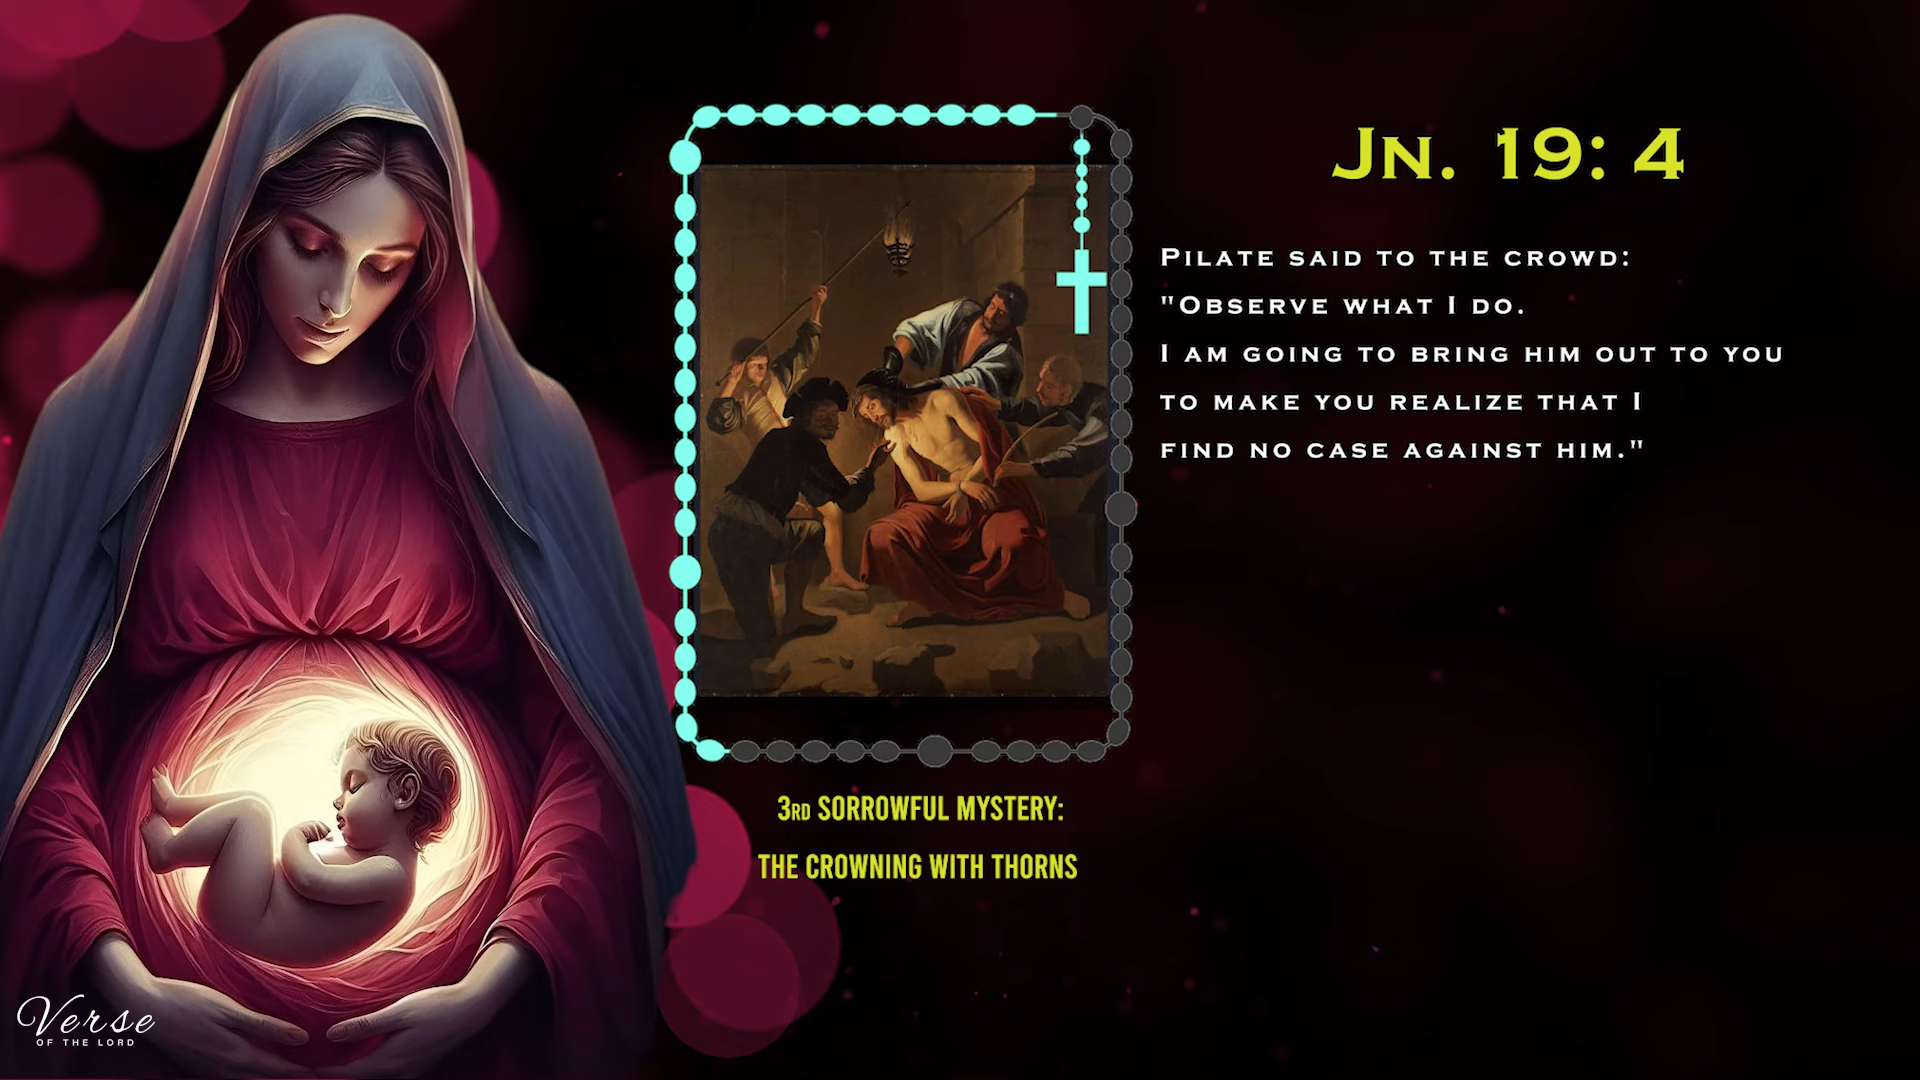 Jn. 19: 4
Pilate said to the crowd:
"Observe what I do.
I am going to bring him out to you
to make you realize that I
find no case against him."
3rd SORROWFUL MYSTERY:
THE CROWNING WITH THORNS
Verse
OF THE LORD